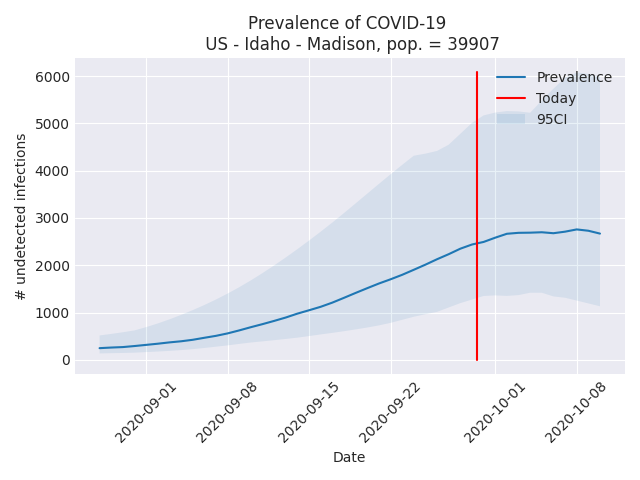 Prevalence of COVID-19
US - Idaho - Madison, pop. = 39907
Prevalence
Today
95CI
6000
5000
4000
3000
2000
1000
0
# undetected infections
2020-09-01
2020-09-08
2020-09-15
2020-09-22
2020-10-01
2020-10-08
Date